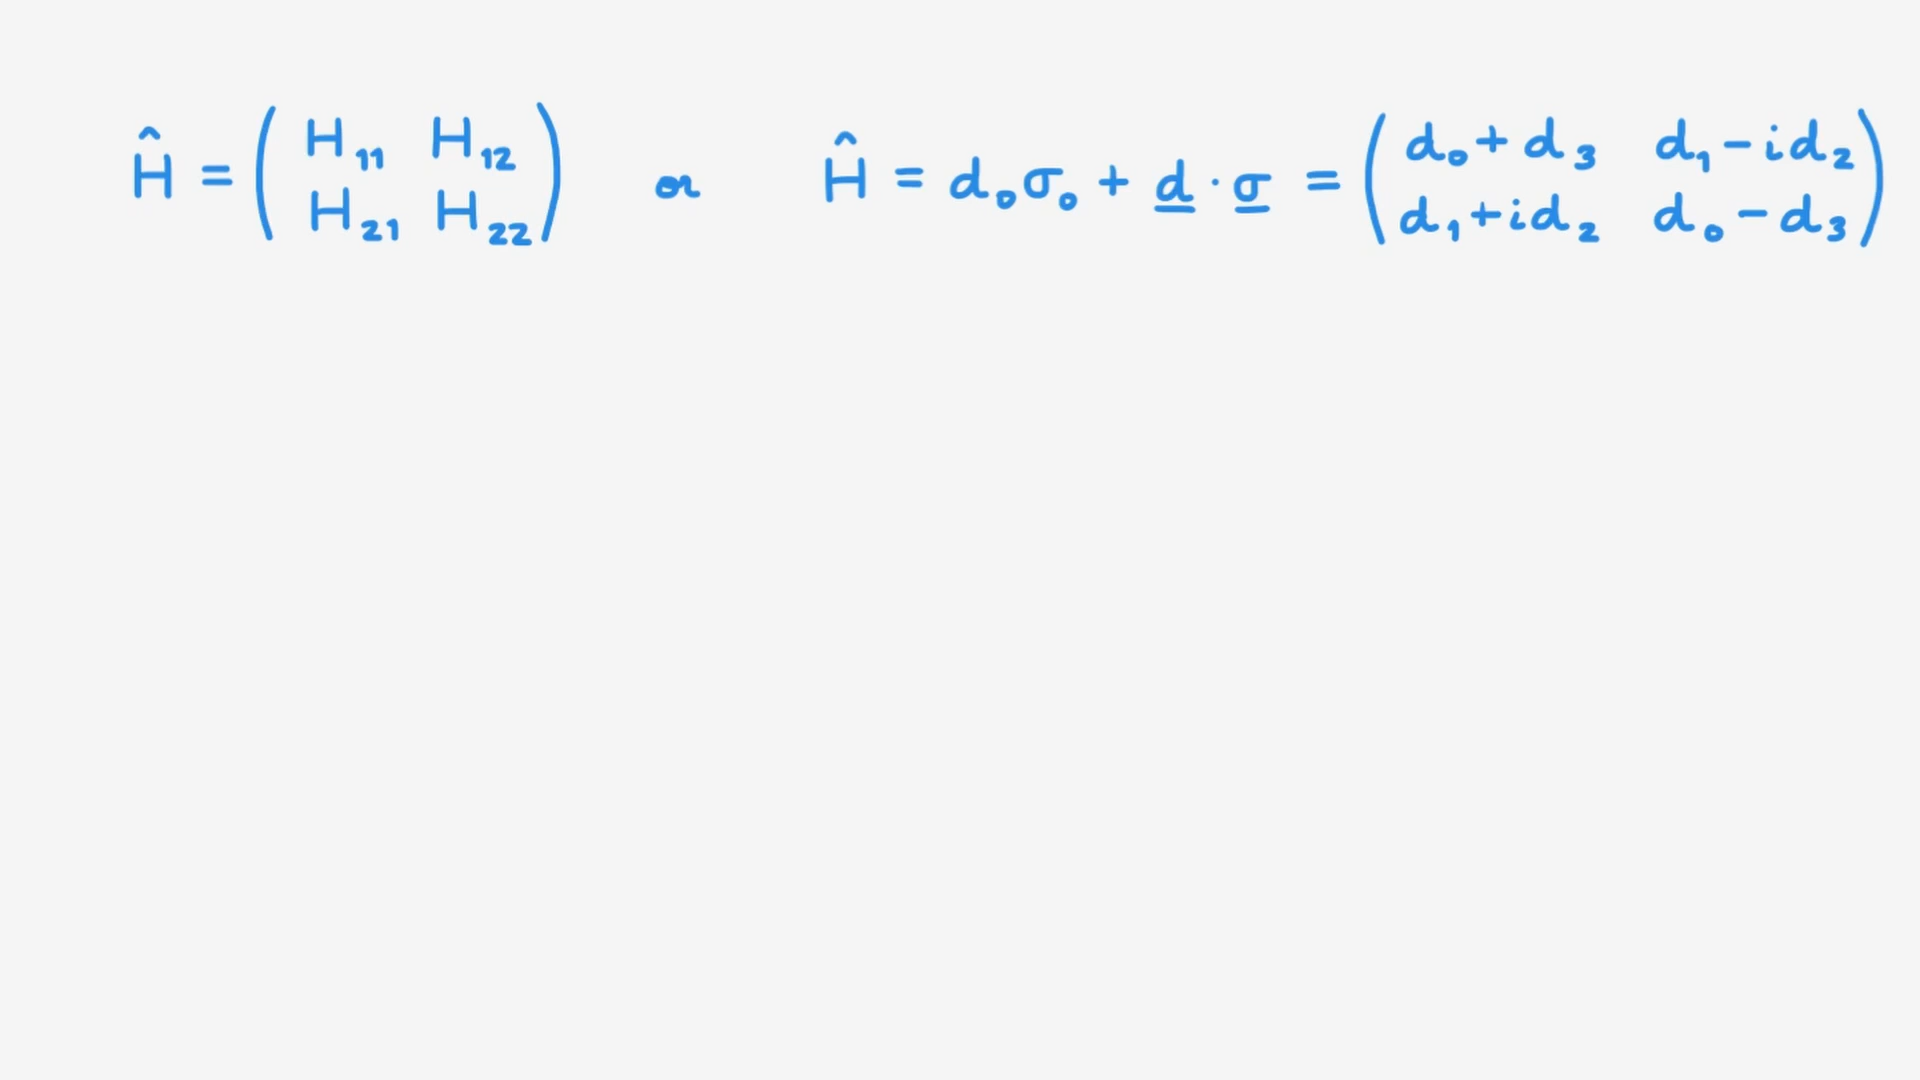 Ĥ = ( H₁₁ H₁₂ ; H₂₁ H₂₂ ) or Ĥ = d₀σ₀ + d̲ · σ̲ = ( d₀+d₃ d₁-id₂ ; d₁+id₂ d₀-d₃ )